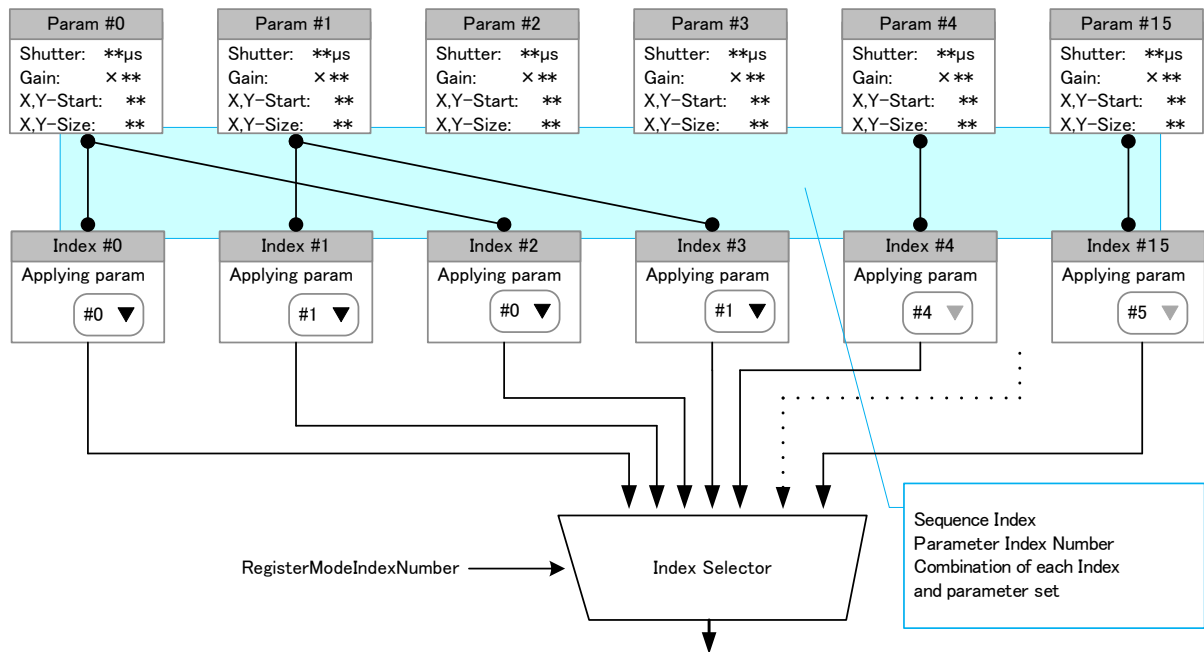 Param #0
Shutter: **μs
Gain: ×**
X,Y-Start: **
X,Y-Size: **
Param #1
Shutter: **μs
Gain: ×**
X,Y-Start: **
X,Y-Size: **
Param #2
Shutter: **μs
Gain: ×**
X,Y-Start: **
X,Y-Size: **
Param #3
Shutter: **μs
Gain: ×**
X,Y-Start: **
X,Y-Size: **
Param #4
Shutter: **μs
Gain: ×**
X,Y-Start: **
X,Y-Size: **
Param #15
Shutter: **μs
Gain: ×**
X,Y-Start: **
X,Y-Size: **
Index #0
Applying param
#0
Index #1
Applying param
#1
Index #2
Applying param
#0
Index #3
Applying param
#1
Index #4
Applying param
#4
Index #15
Applying param
#5
Sequence Index
Parameter Index Number
Combination of each Index
and parameter set
RegisterModeIndexNumber
Index Selector